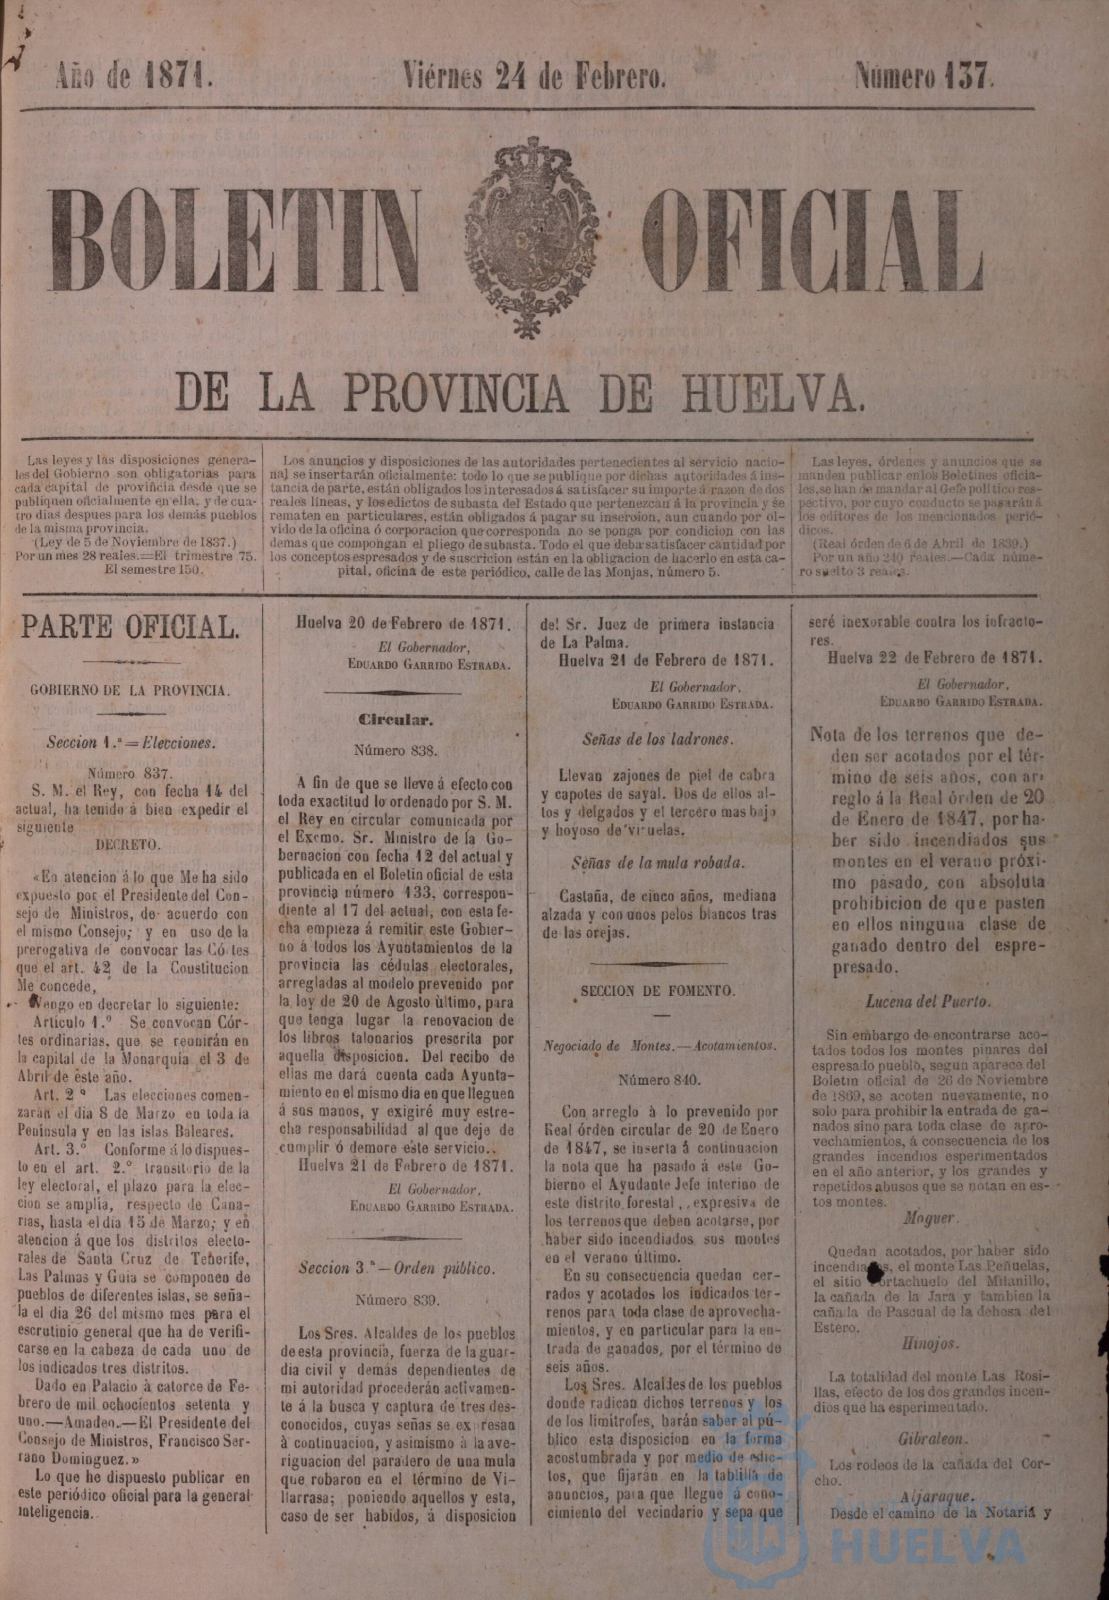 Año de 1871.
Viérnes 24 de Febrero.
Número 137.
BOLETIN OFICIAL
DE LA PROVINCIA DE HUELVA.
Las leyes y las disposiciones genera-
les del Gobierno son obligatorias para
cada capital de provincia desde que se
publiquen oficialmente en ella, y de cua-
tro dias despues para los demás pueblos
de la misma provincia.
(Ley de 5 de Noviembre de 1837.)
Por un mes 28 reales.=El trimestre 75.
El semestre 150.
Los anuncios y disposiciones de las autoridades pertenecientes al servicio nacio-
nal se insertarán oficialmente: todo lo que se publique por dichas autoridades á ins-
tancia de parte, están obligados los interesados á satisfacer su importe á razon de dos
reales líneas, y los edictos de subasta del Estado que pertenezcan á la provincia y se
rematen en particulares, están obligados á pagar su insercion, aun cuando por ol-
vido de la oficina ó corporacion que corresponda no se ponga por condicion con las
demas que compongan el pliego de subasta. Todo el que deba satisfacer cantidad por
los conceptos espresados y de suscricion están en la obligacion de hacerlo en esta ca-
pital, oficina de este periódico, calle de las Monjas, número 5.
Las leyes, órdenes y anuncios que se
manden publicar en los Boletines oficia-
les, se han de mandar al Gefe político res-
pectivo, por cuyo conducto se pasarán á
los editores de los mencionados perió-
dicos.
(Real órden de 6 de Abril de 1839.)
Por un año 240 reales.—Cada núme-
ro suelto 3 reales.
PARTE OFICIAL.
GOBIERNO DE LA PROVINCIA.
Seccion 1.ª=Elecciones.
Número 837.
S. M. el Rey, con fecha 14 del
actual, ha tenido á bien expedir el
siguiente
DECRETO.
«En atencion á lo que Me ha sido
expuesto por el Presidente del Con-
sejo de Ministros, de acuerdo con
el mismo Consejo; y en uso de la
prerogativa de convocar las Córtes
que el art. 42 de la Constitucion
Me concede,
Vengo en decretar lo siguiente:
Artículo 1.º Se convocan Cór-
tes ordinarias, que se reunirán en
la capital de la Monarquía el 3 de
Abril de este año.
Art. 2.º Las elecciones comen-
zarán el dia 8 de Marzo en toda la
Península y en las islas Baleares.
Art. 3.º Conforme á lo dispues-
to en el art. 2.º transitorio de la
ley electoral, el plazo para la elec-
cion se amplia, respecto de Cana-
rias, hasta el dia 15 de Marzo; y en
atencion á que los distritos electo-
rales de Santa Cruz de Tenerife,
Las Palmas y Guia se componen de
pueblos de diferentes islas, se seña-
la el dia 26 del mismo mes para el
escrutinio general que ha de verifi-
carse en la cabeza de cada uno de
los indicados tres distritos.
Dado en Palacio á catorce de Fe-
brero de mil ochocientos setenta y
uno.—Amadeo.—El Presidente del
Consejo de Ministros, Francisco Ser-
rano Dominguez.»
Lo que he dispuesto publicar en
este periódico oficial para la general
inteligencia.
Huelva 20 de Febrero de 1871.
El Gobernador,
EDUARDO GARRIDO ESTRADA.
Circular.
Número 838.
A fin de que se lleve á efecto con
toda exactitud lo ordenado por S. M.
el Rey en circular comunicada por
el Excmo. Sr. Ministro de la Go-
bernacion con fecha 12 del actual y
publicada en el Boletin oficial de esta
provincia número 133, correspon-
diente al 17 del actual, con esta fe-
cha empieza á remitir este Gobier-
no á todos los Ayuntamientos de la
provincia las cédulas electorales,
arregladas al modelo prevenido por
la ley de 20 de Agosto último, para
que tenga lugar la renovacion de
los libros talonarios prescrita por
aquella disposicion. Del recibo de
ellas me dará cuenta cada Ayunta-
miento en el mismo dia en que lleguen
á sus manos, y exigiré muy estre-
cha responsabilidad al que deje de
cumplir ó demore este servicio.
Huelva 21 de Febrero de 1871.
El Gobernador,
EDUARDO GARRIDO ESTRADA.
Seccion 3.ª—Orden público.
Número 839.
Los Sres. Alcaldes de los pueblos
de esta provincia, fuerza de la guar-
dia civil y demás dependientes de
mi autoridad procederán activamen-
te á la busca y captura de tres des-
conocidos, cuyas señas se ex resan
á continuacion, y asimismo á la ave-
riguacion del paradero de una mula
que robaron en el término de Vi-
llarrasa; poniendo aquellos y esta,
caso de ser habidos, á disposicion
del Sr. Juez de primera instancia
de La Palma.
Huelva 21 de Febrero de 1871.
El Gobernador,
EDUARDO GARRIDO ESTRADA.
Señas de los ladrones.
Llevan zajones de piel de cabra
y capotes de sayal. Dos de ellos al-
tos y delgados y el tercero mas bajo
y hoyoso de viruelas.
Señas de la mula robada.
Castaña, de cinco años, mediana
alzada y con unos pelos blancos tras
de las orejas.
SECCION DE FOMENTO.
Negociado de Montes.—Acotamientos.
Número 840.
Con arreglo á lo prevenido por
Real órden circular de 20 de Enero
de 1847, se inserta á continuacion
la nota que ha pasado á este Go-
bierno el Ayudante Jefe interino de
este distrito forestal, expresiva de
los terrenos que deben acotarse, por
haber sido incendiados sus montes
en el verano último.
En su consecuencia quedan cer-
rados y acotados los indicados ter-
renos para toda clase de aprovecha-
mientos, y en particular para la en-
trada de ganados, por el término de
seis años.
Los Sres. Alcaldes de los pueblos
donde radican dichos terrenos y los
de los limítrofes, harán saber al pú-
blico esta disposicion en la forma
acostumbrada y por medio de edic-
tos, que fijarán en la tablilla de
anuncios, para que llegue á cono-
cimiento del vecindario y sepa que
seré inexorable contra los infracto-
res.
Huelva 22 de Febrero de 1871.
El Gobernador,
EDUARDO GARRIDO ESTRADA.
Nota de los terrenos que de-
den ser acotados por el tér-
mino de seis años, con ar-
reglo á la Real órden de 20
de Enero de 1847, por ha-
ber sido incendiados sus
montes en el verano próxi-
mo pasado, con absoluta
prohibicion de que pasten
en ellos ninguna clase de
ganado dentro del espre-
presado.
Lucena del Puerto.
Sin embargo de encontrarse aco-
tados todos los montes pinares del
espresado pueblo, segun aparece del
Boletin oficial de 26 de Noviembre
de 1869, se acoten nuevamente, no
solo para prohibir la entrada de ga-
nados sino para toda clase de apro-
vechamientos, á consecuencia de los
grandes incendios esperimentados
en el año anterior, y los grandes y
repetidos abusos que se notan en es-
tos montes.
Moguer.
Quedan acotados, por haber sido
incendia s, el monte Las Peñuelas,
el sitio ortachuelo del Milanillo,
la cañada de la Jara y tambien la
cañada de Pascual de la dehesa del
Estero.
Hinojos.
La totalidad del monte Las Rosi-
llas, efecto de los dos grandes incen-
dios que ha esperimentado.
Gibraleon.
Los rodeos de la cañada del Cor-
cho.
Aljaraque.
Desde el camino de la Notariá y
HUELVA